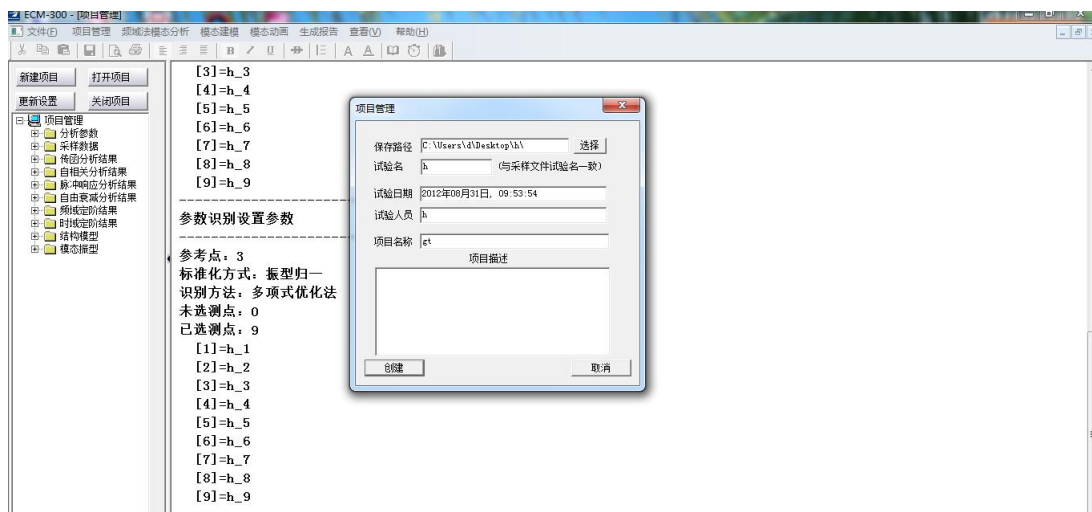 ECM-300 - [项目管理]
文件(F) 项目管理 频域法模态分析 模态建模 模态动画 生成报告 查看(V) 帮助(H)
新建项目 打开项目
更新设置 关闭项目
项目管理
分析参数
采样数据
传函分析结果
自相关分析结果
脉冲响应分析结果
自由衰减分析结果
频域定阶结果
时域定阶结果
结构模型
模态振型
[3]=h_3
[4]=h_4
[5]=h_5
[6]=h_6
[7]=h_7
[8]=h_8
[9]=h_9
参数识别设置参数
参考点：3
标准化方式：振型归一
识别方法：多项式优化法
未选测点：0
已选测点：9
[1]=h_1
[2]=h_2
[3]=h_3
[4]=h_4
[5]=h_5
[6]=h_6
[7]=h_7
[8]=h_8
[9]=h_9
项目管理
保存路径 C:\Users\d\Desktop\h\ 选择
试验名 h (与采样文件试验名一致)
试验日期 2012年08月31日, 09:53:54
试验人员 h
项目名称 gt
项目描述
创建 取消